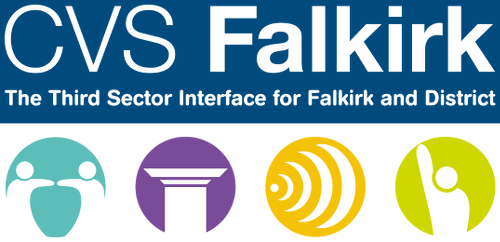 CVS Falkirk
The Third Sector Interface for Falkirk and District